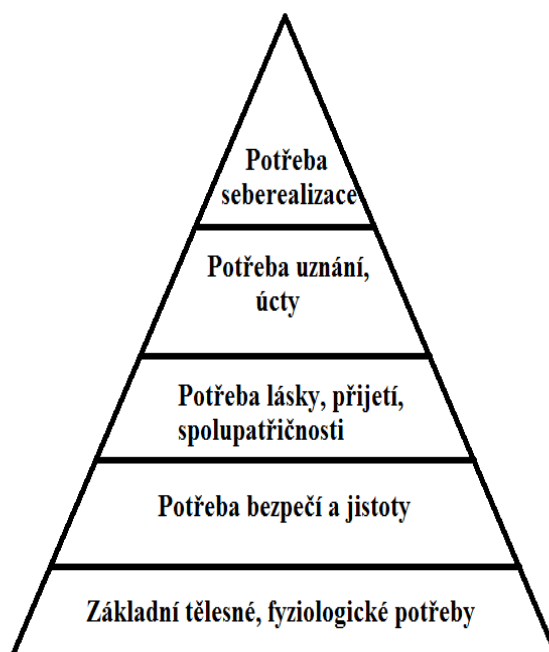 Potřeba
seberealizace
Potřeba uznání,
úcty
Potřeba lásky, přijetí,
spolupatřičnosti
Potřeba bezpečí a jistoty
Základní tělesné, fyziologické potřeby